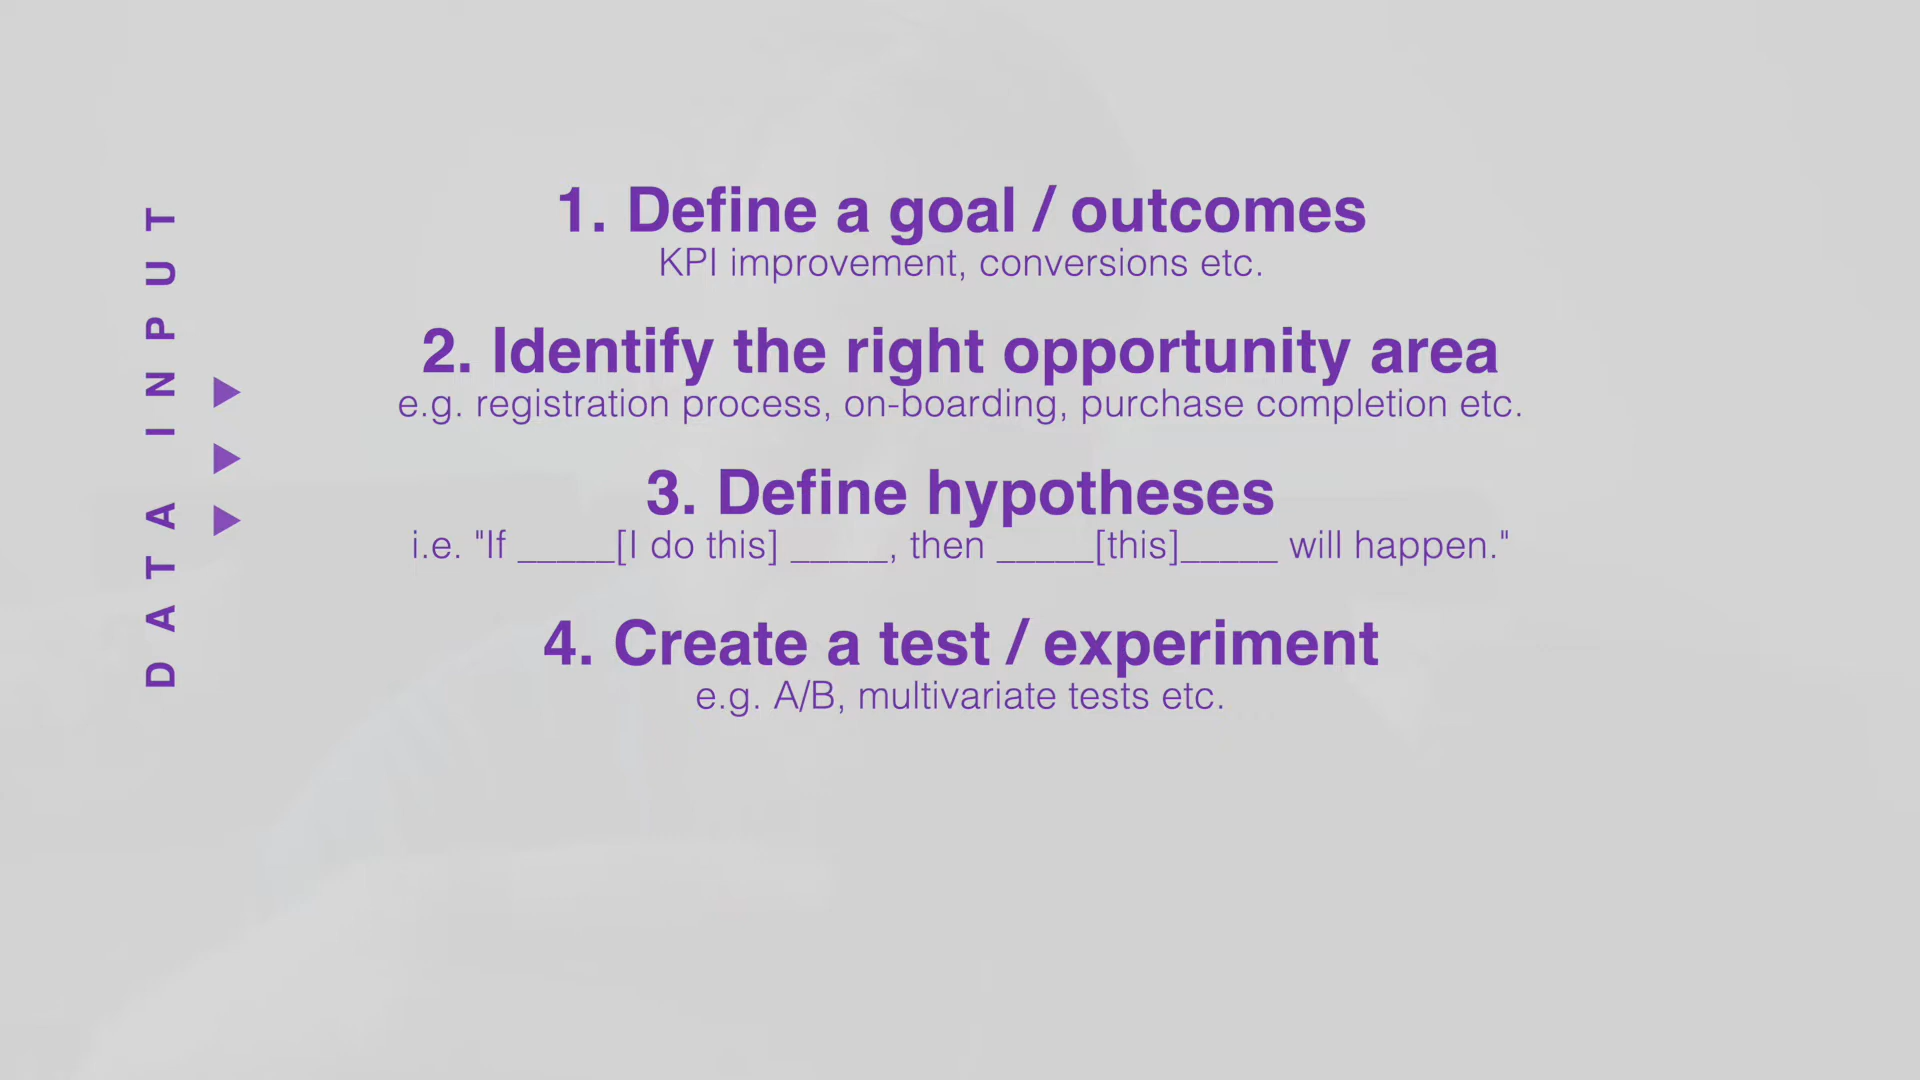 DATA INPUT
1. Define a goal / outcomes
KPI improvement, conversions etc.
2. Identify the right opportunity area
e.g. registration process, on-boarding, purchase completion etc.
3. Define hypotheses
i.e. "If _____[I do this] _____, then _____[this]_____ will happen."
4. Create a test / experiment
e.g. A/B, multivariate tests etc.